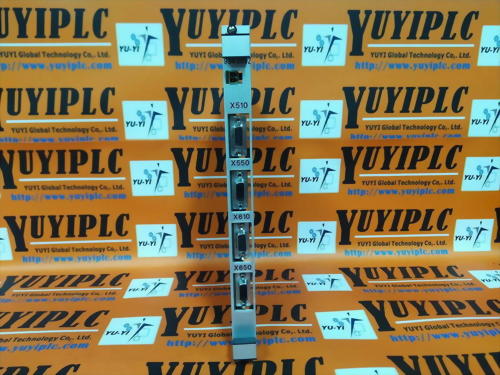 YUYIPLC
YUYI Global Technology Co., Ltd.
http://www.yuyiplc.com
YU-YI
X510
X550
X610
X650